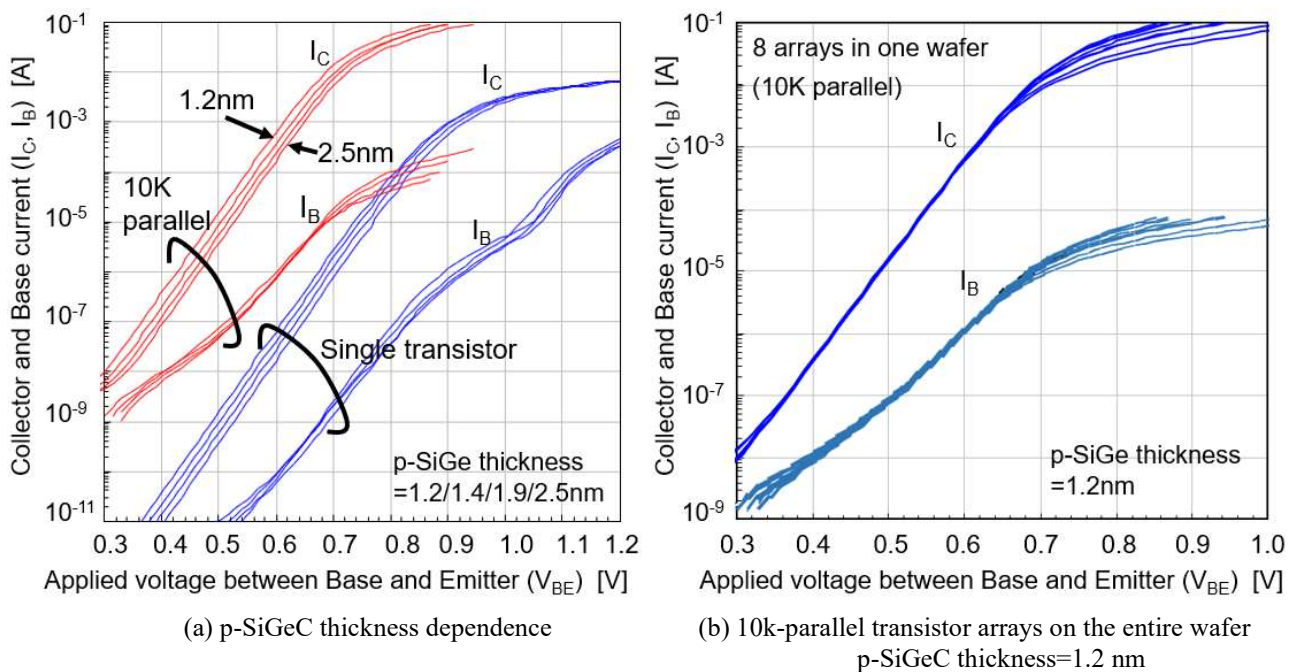 Collector and Base current (I_C, I_B) [A]
10^-1
10^-3
10^-5
10^-7
10^-9
10^-11
I_C
I_C
1.2nm
2.5nm
10K
parallel
I_B
I_B
Single transistor
p-SiGe thickness
=1.2/1.4/1.9/2.5nm
0.3 0.4 0.5 0.6 0.7 0.8 0.9 1.0 1.1 1.2
Applied voltage between Base and Emitter (V_BE) [V]
(a) p-SiGeC thickness dependence
Collector and Base current (I_C, I_B) [A]
10^-1
10^-3
10^-5
10^-7
10^-9
8 arrays in one wafer
(10K parallel)
I_C
I_B
p-SiGe thickness
=1.2nm
0.3 0.4 0.5 0.6 0.7 0.8 0.9 1.0
Applied voltage between Base and Emitter (V_BE) [V]
(b) 10k-parallel transistor arrays on the entire wafer
p-SiGeC thickness=1.2 nm